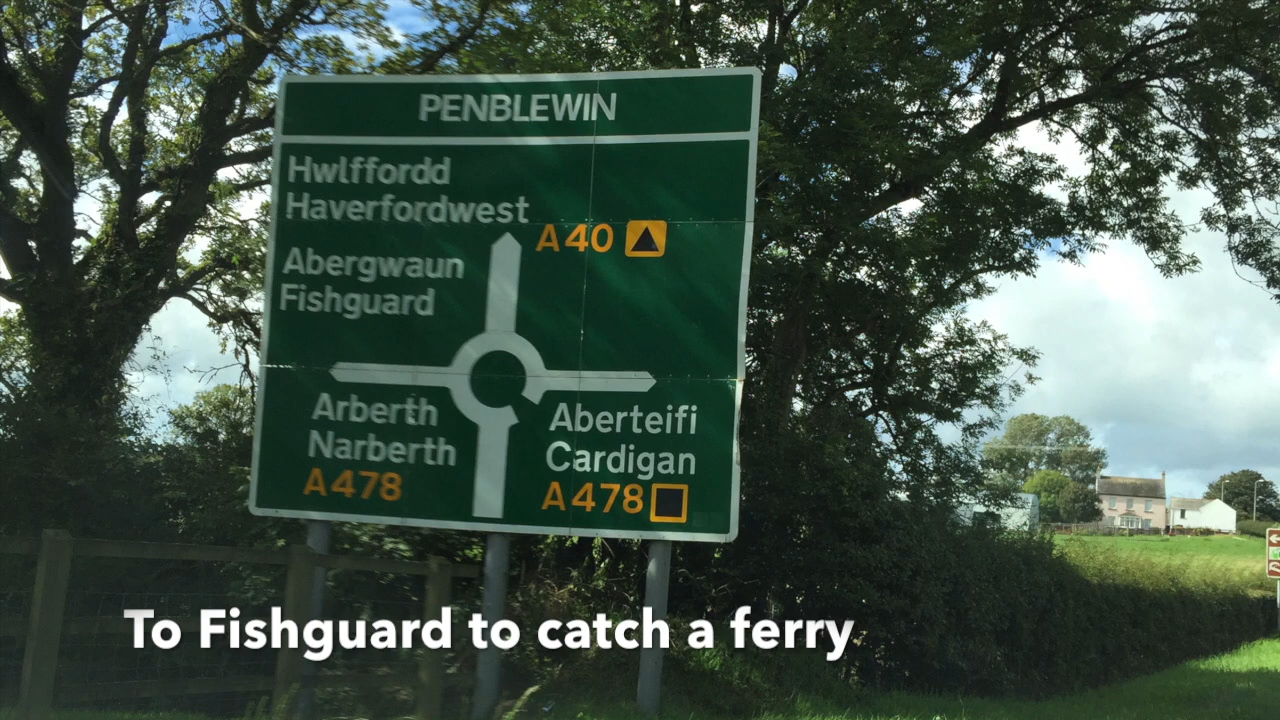 PENBLEWIN
Hwlffordd
Haverfordwest
A40
Abergwaun
Fishguard
Arberth
Narberth
A478
Aberteifi
Cardigan
A478
To Fishguard to catch a ferry